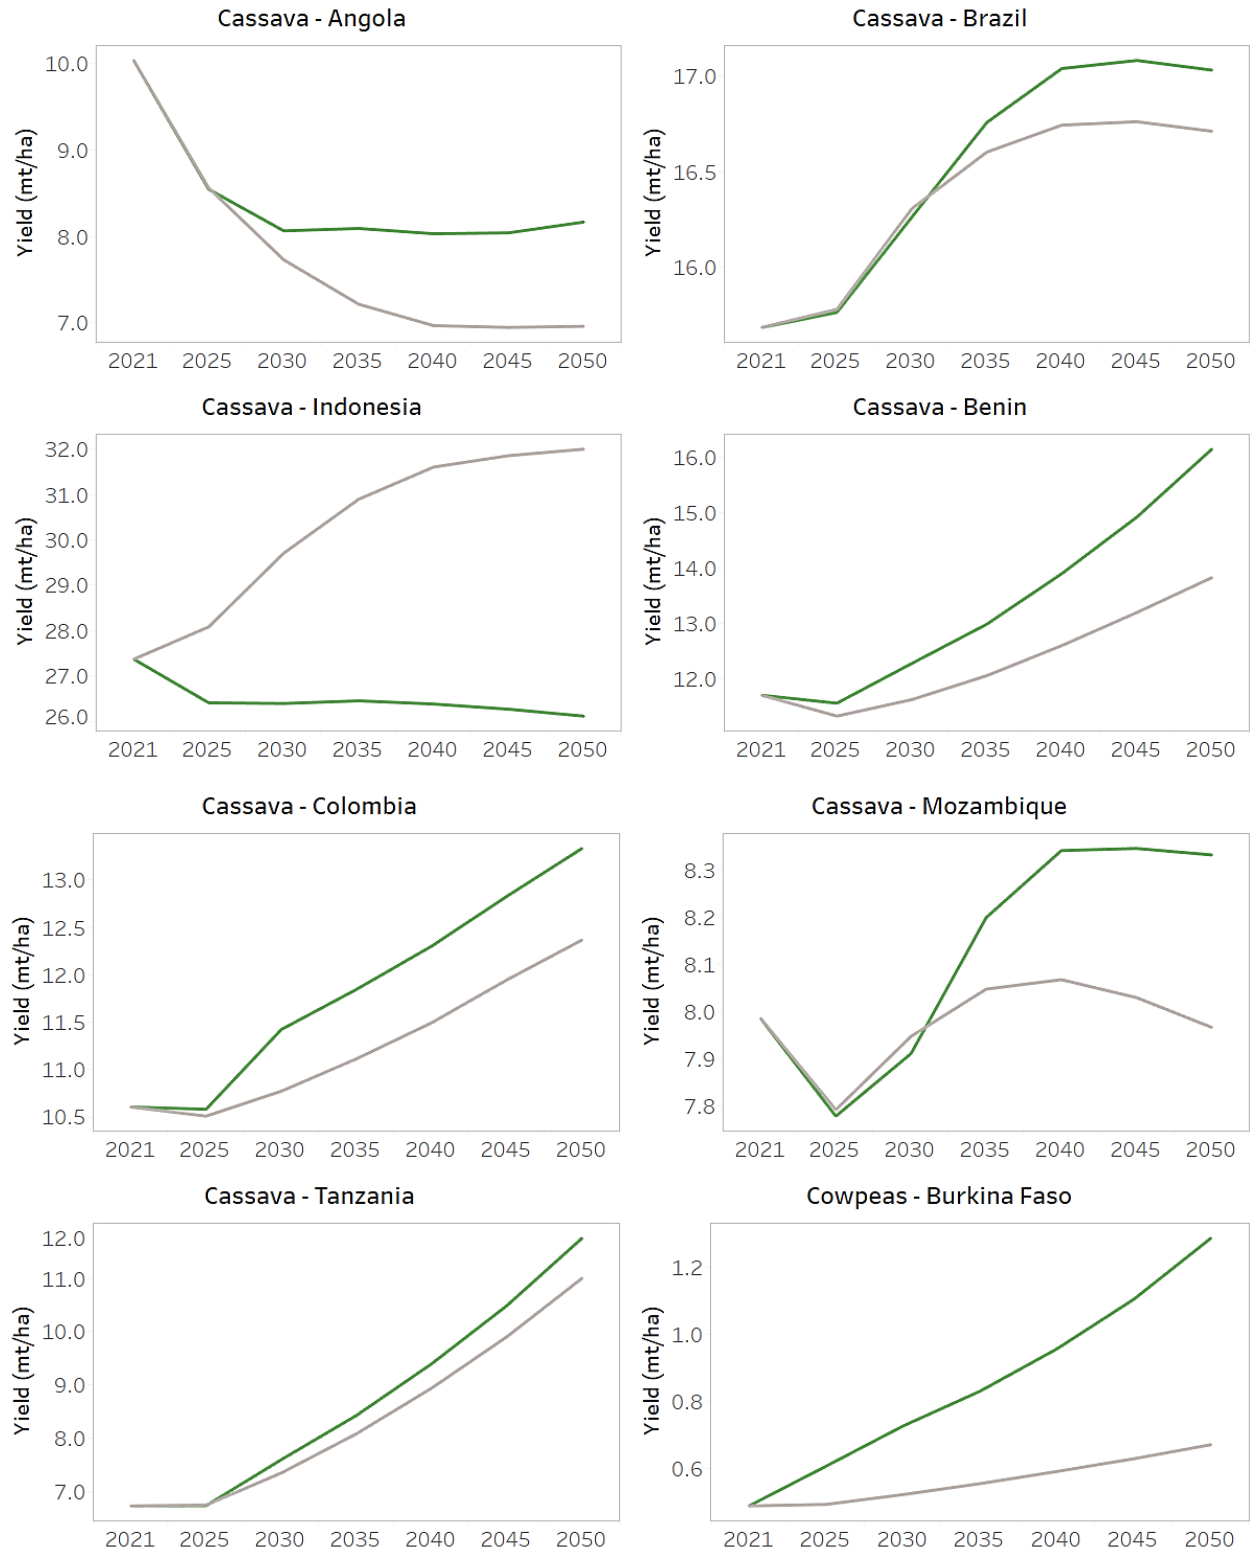 Cassava - Angola
Yield (mt/ha)
10.0
9.0
8.0
7.0
2021 2025 2030 2035 2040 2045 2050
Cassava - Brazil
Yield (mt/ha)
17.0
16.5
16.0
2021 2025 2030 2035 2040 2045 2050
Cassava - Indonesia
Yield (mt/ha)
32.0
31.0
30.0
29.0
28.0
27.0
26.0
2021 2025 2030 2035 2040 2045 2050
Cassava - Benin
Yield (mt/ha)
16.0
15.0
14.0
13.0
12.0
2021 2025 2030 2035 2040 2045 2050
Cassava - Colombia
Yield (mt/ha)
13.0
12.5
12.0
11.5
11.0
10.5
2021 2025 2030 2035 2040 2045 2050
Cassava - Mozambique
Yield (mt/ha)
8.3
8.2
8.1
8.0
7.9
7.8
2021 2025 2030 2035 2040 2045 2050
Cassava - Tanzania
Yield (mt/ha)
12.0
11.0
10.0
9.0
8.0
7.0
2021 2025 2030 2035 2040 2045 2050
Cowpeas - Burkina Faso
Yield (mt/ha)
1.2
1.0
0.8
0.6
2021 2025 2030 2035 2040 2045 2050